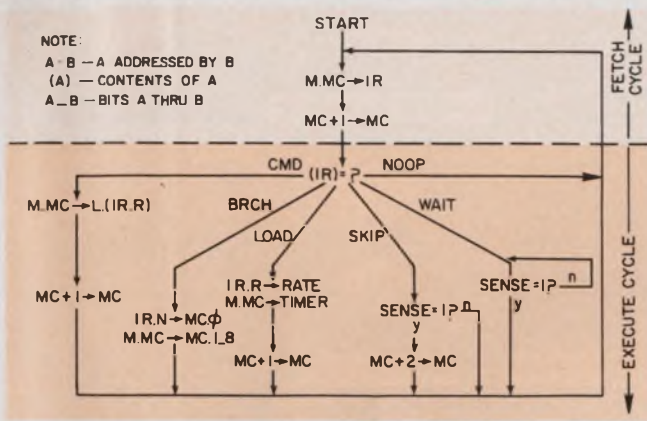 START
NOTE:
A·B — A ADDRESSED BY B
(A) — CONTENTS OF A
A_B — BITS A THRU B
M.MC→IR
MC+1→MC
FETCH CYCLE
CMD
(IR)=?
NOOP
M.MC→L.(IR.R)
BRCH
LOAD
SKIP
WAIT
MC+1→MC
IR.N→MC.ϕ
M.MC→MC.1_8
IR.R→RATE
M.MC→TIMER
MC+1→MC
SENSE=1?
n
y
MC+2→MC
SENSE=1?
n
y
EXECUTE CYCLE